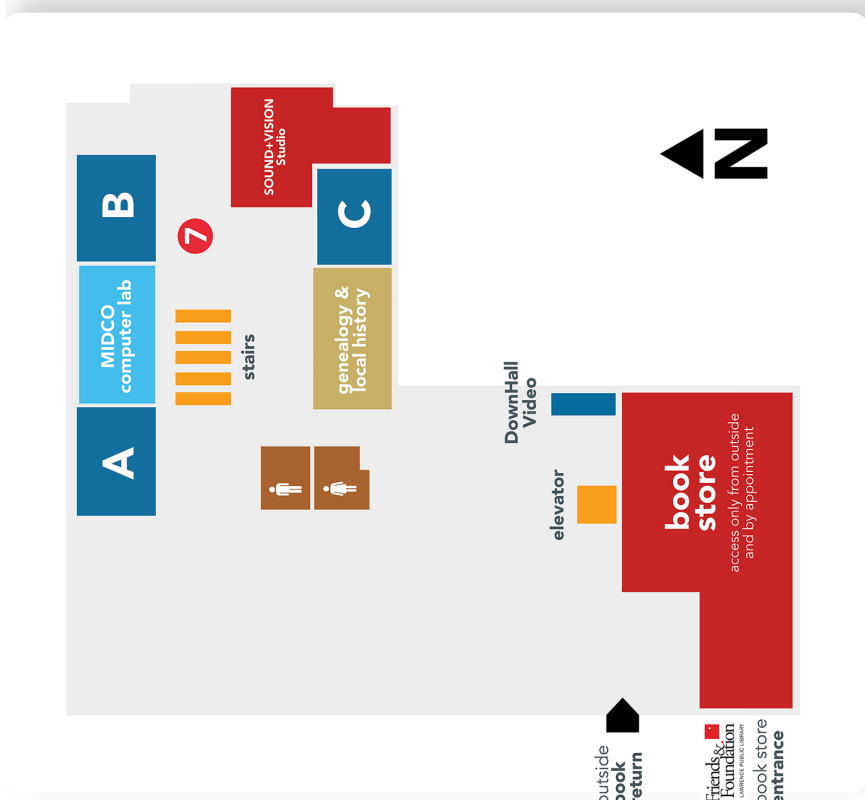 N
SOUND+VISION
Studio
B
C
7
MIDCO
computer lab
genealogy &
local history
stairs
A
DownHall
Video
elevator
book
store
access only from outside
and by appointment
outside
book
return
Friends &
Foundation
LAWRENCE PUBLIC LIBRARY
book store
entrance